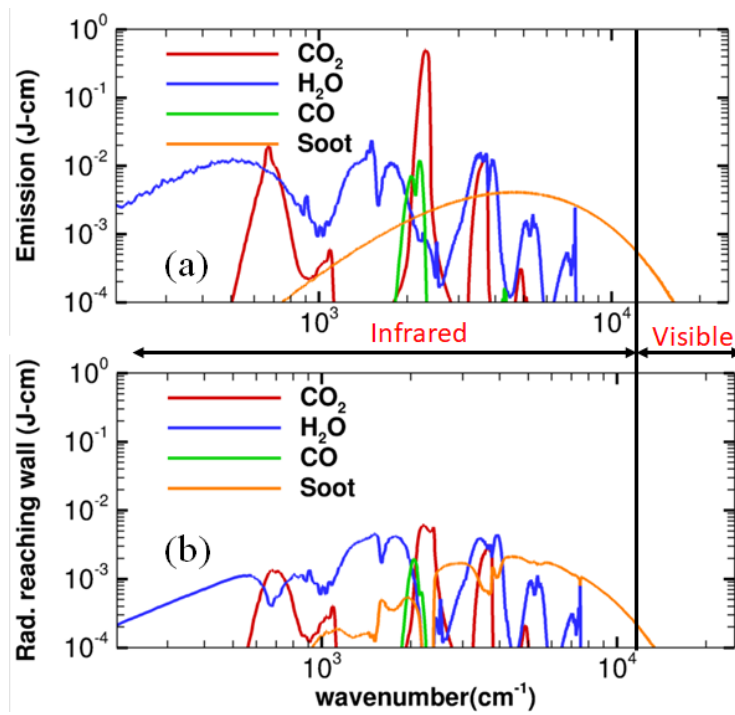 10⁰
10⁻¹
10⁻²
10⁻³
10⁻⁴
Emission (J-cm)
CO₂
H₂O
CO
Soot
(a)
10³
10⁴
Infrared
Visible
10⁰
10⁻¹
10⁻²
10⁻³
10⁻⁴
Rad. reaching wall (J-cm)
CO₂
H₂O
CO
Soot
(b)
10³
10⁴
wavenumber(cm⁻¹)